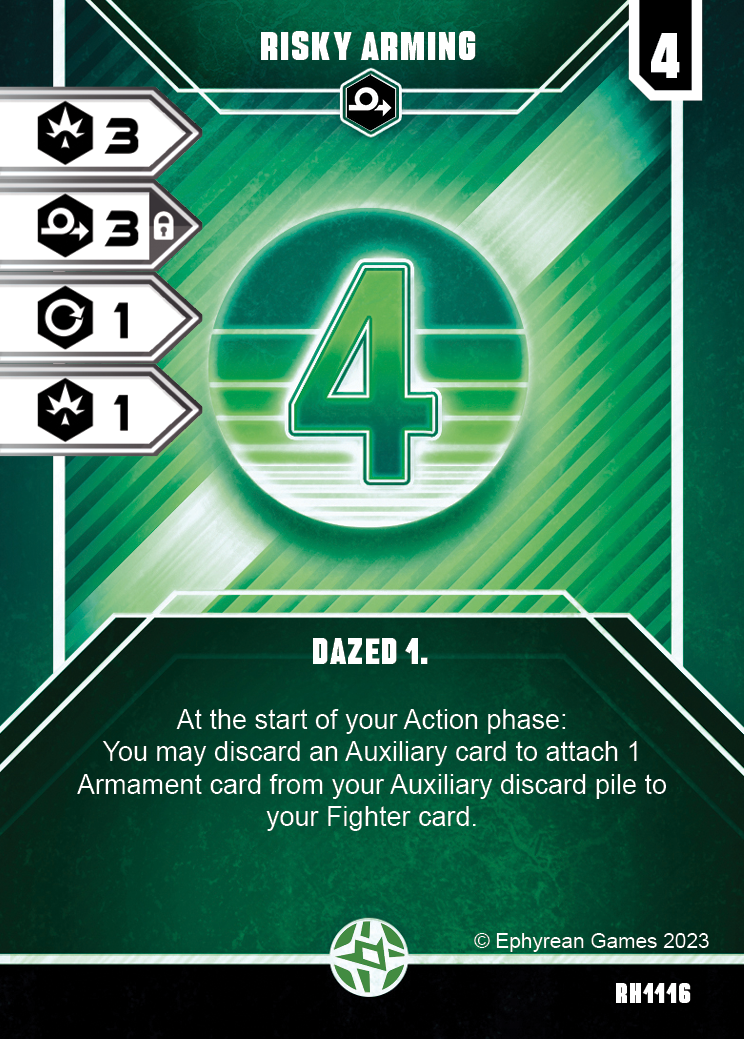 RISKY ARMING
4
3
3
1
1
4
DAZED 1.
At the start of your Action phase:
You may discard an Auxiliary card to attach 1
Armament card from your Auxiliary discard pile to
your Fighter card.
© Ephyrean Games 2023
RH1116